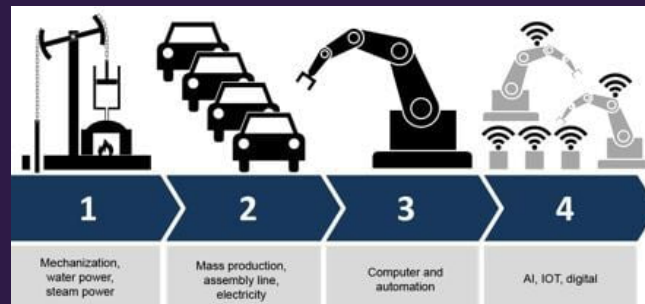 1
2
3
4
Mechanization,
water power,
steam power
Mass production,
assembly line,
electricity
Computer and
automation
AI, IOT, digital